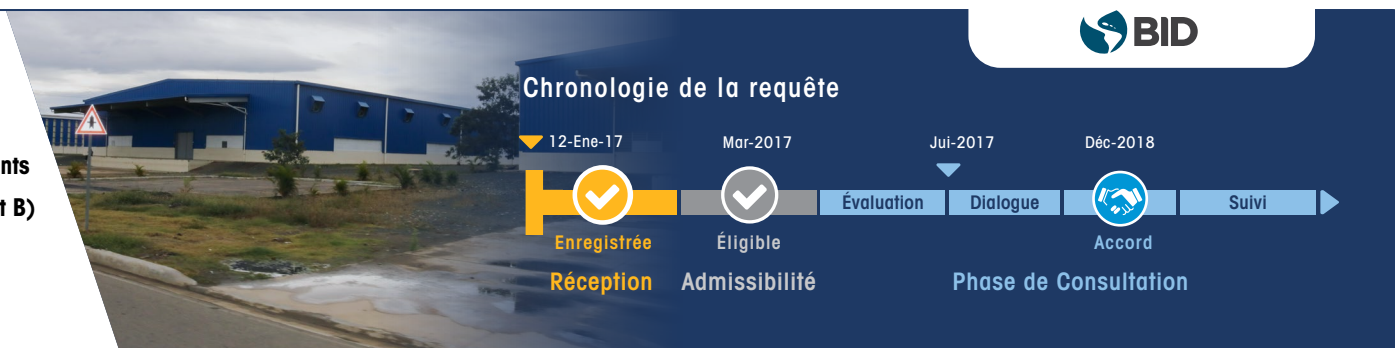 BID
Chronologie de la requête
12-Ene-17
Mar-2017
Jui-2017
Déc-2018
Évaluation
Dialogue
Suivi
Enregistrée
Éligible
Accord
Réception
Admissibilité
Phase de Consultation
nts
t B)